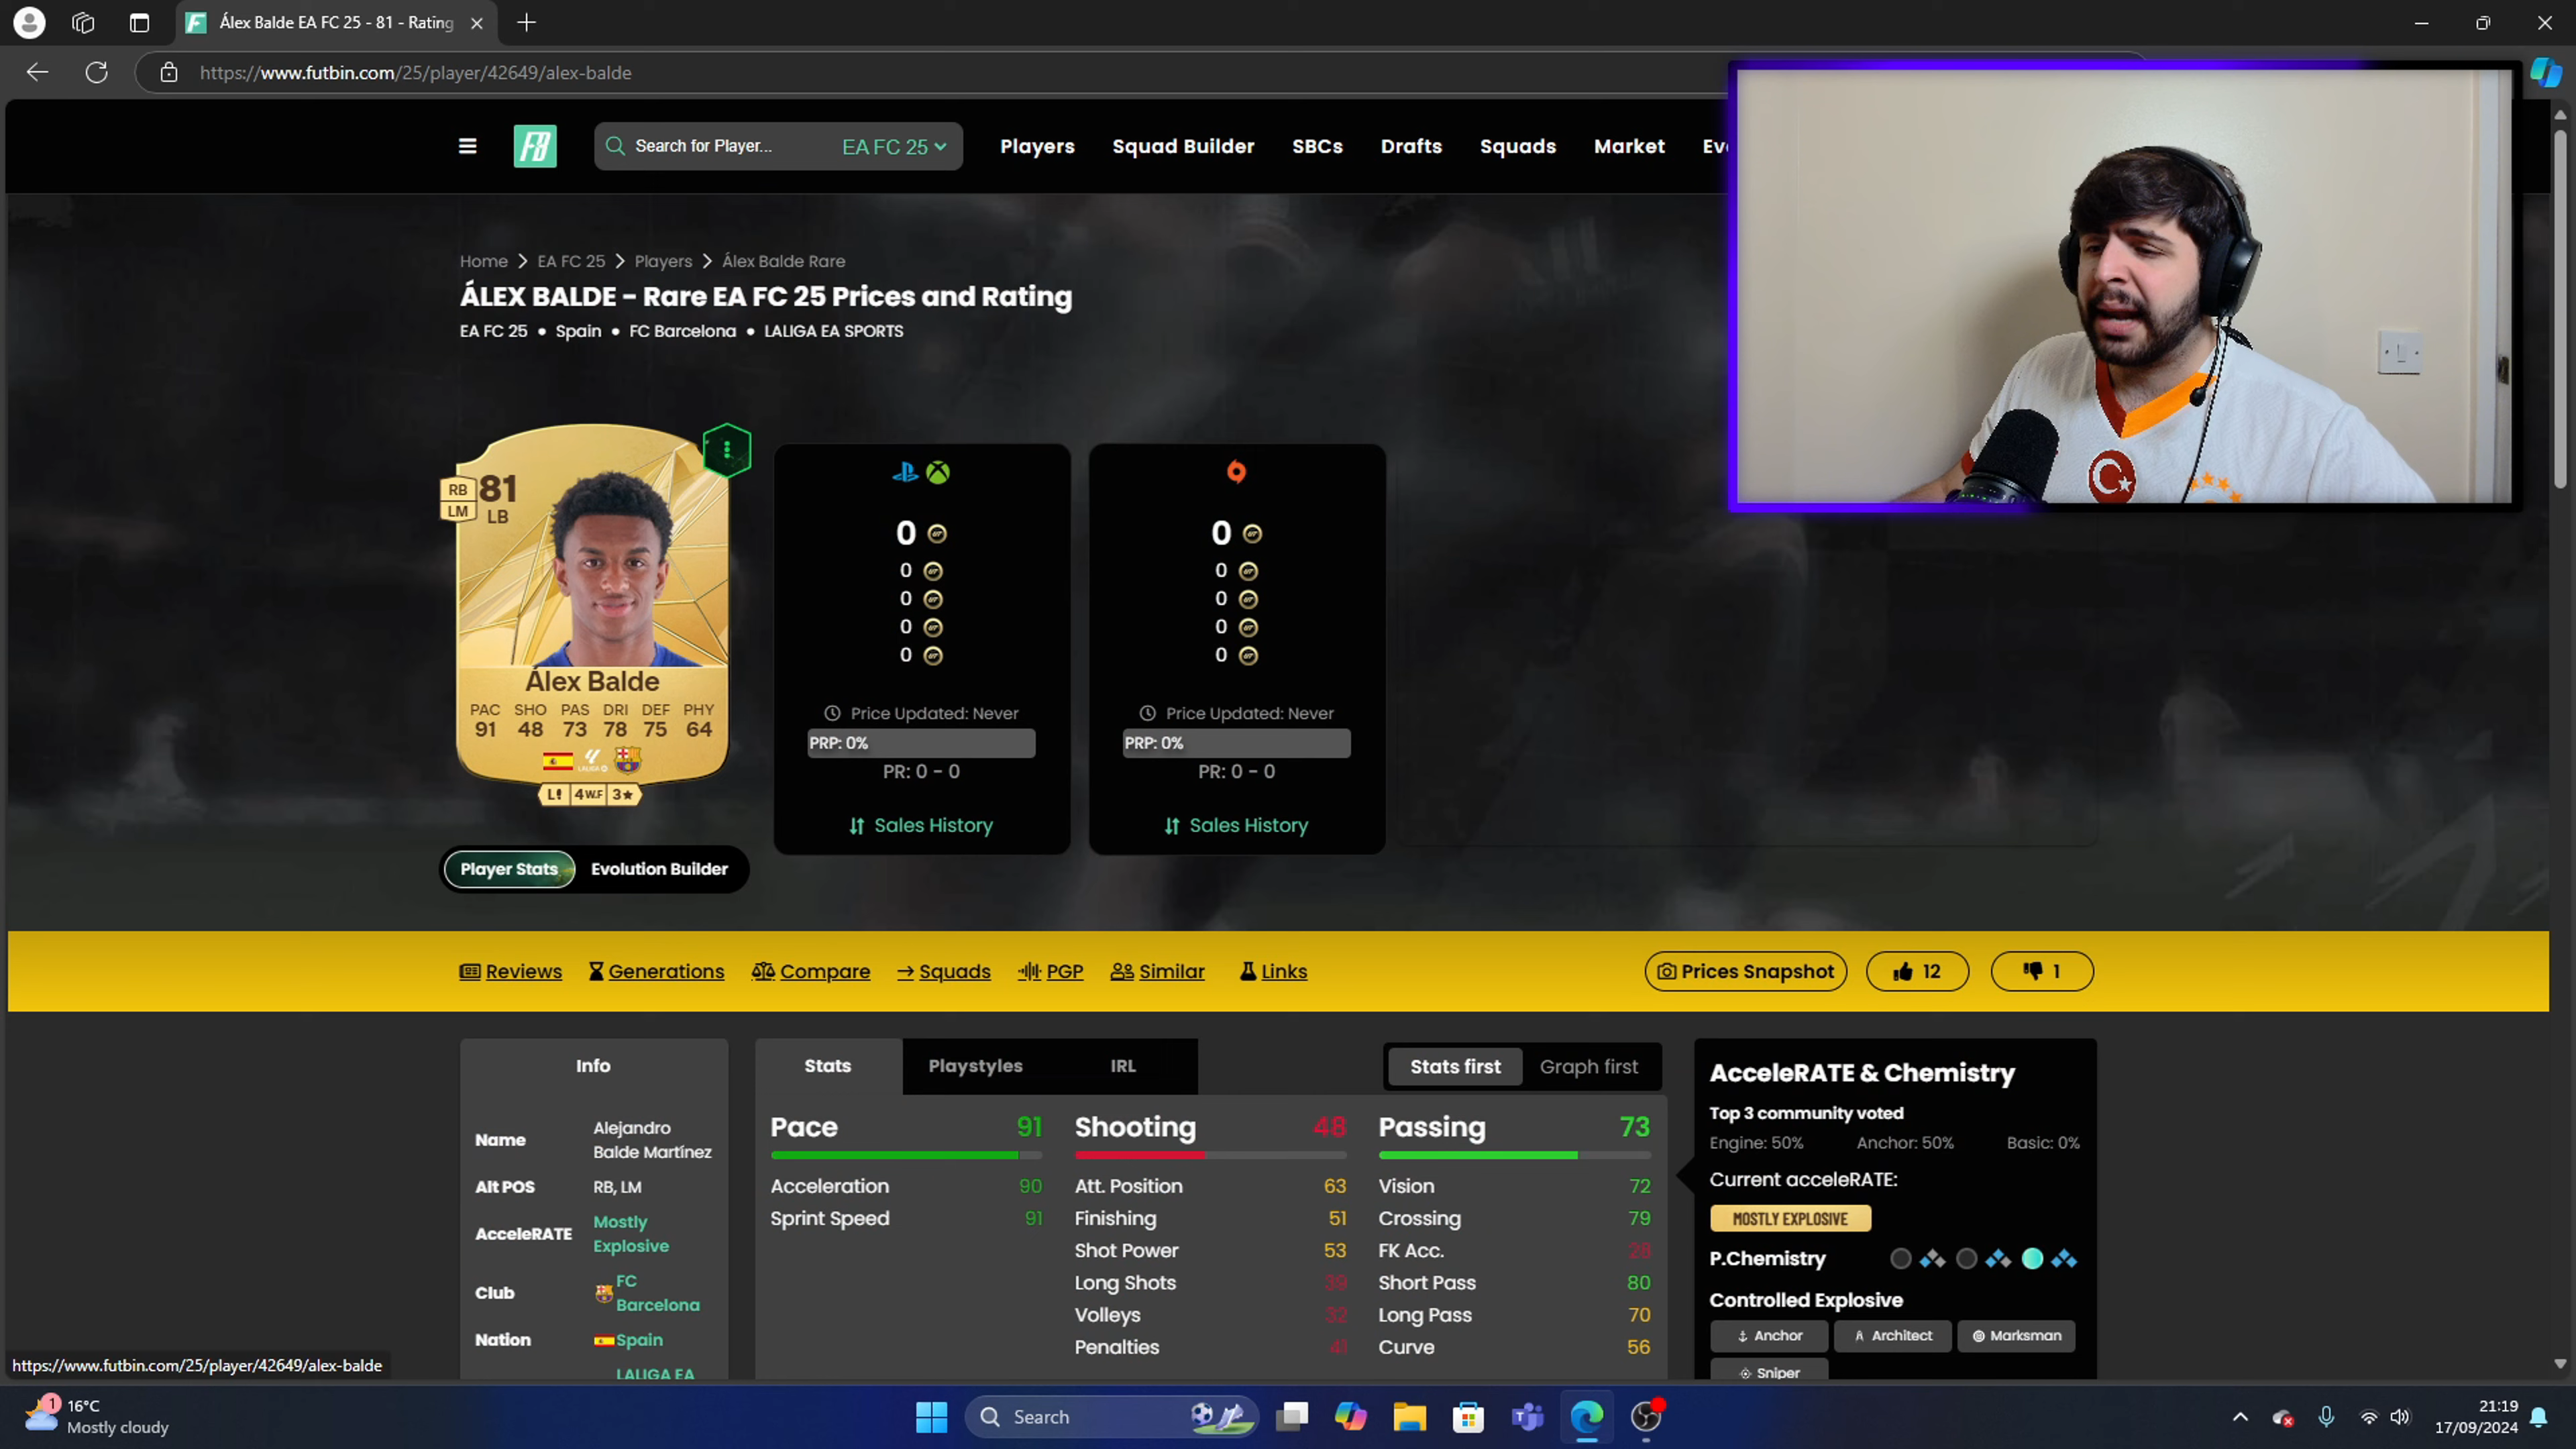 Álex Balde EA FC 25 - 81 - Rating
https://www.futbin.com/25/player/42649/alex-balde
Search for Player...
EA FC 25
Players
Squad Builder
SBCs
Drafts
Squads
Market
Home > EA FC 25 > Players > Álex Balde Rare
ÁLEX BALDE - Rare EA FC 25 Prices and Rating
EA FC 25 • Spain • FC Barcelona • LALIGA EA SPORTS
RB
LM
81
LB
Álex Balde
PAC SHO PAS DRI DEF PHY
91 48 73 78 75 64
L 4 W.F 3★
0
0
0
0
0
Price Updated: Never
PRP: 0%
PR: 0 - 0
Sales History
0
0
0
0
0
Price Updated: Never
PRP: 0%
PR: 0 - 0
Sales History
Player Stats
Evolution Builder
Reviews
Generations
Compare
Squads
PGP
Similar
Links
Prices Snapshot
12
1
Info
Name
Alejandro
Balde Martínez
Alt POS
RB, LM
AcceleRATE
Mostly
Explosive
Club
FC
Barcelona
Nation
Spain
LALIGA EA
Stats
Playstyles
IRL
Stats first
Graph first
Pace 91
Acceleration 90
Sprint Speed 91
Shooting 48
Att. Position 63
Finishing 51
Shot Power 53
Long Shots 39
Volleys 32
Penalties 41
Passing 73
Vision 72
Crossing 79
FK Acc. 28
Short Pass 80
Long Pass 70
Curve 56
AcceleRATE & Chemistry
Top 3 community voted
Engine: 50% Anchor: 50% Basic: 0%
Current acceleRATE:
MOSTLY EXPLOSIVE
P.Chemistry
Controlled Explosive
Anchor
Architect
Marksman
Sniper
https://www.futbin.com/25/player/42649/alex-balde
1
16°C
Mostly cloudy
Search
21:19
17/09/2024